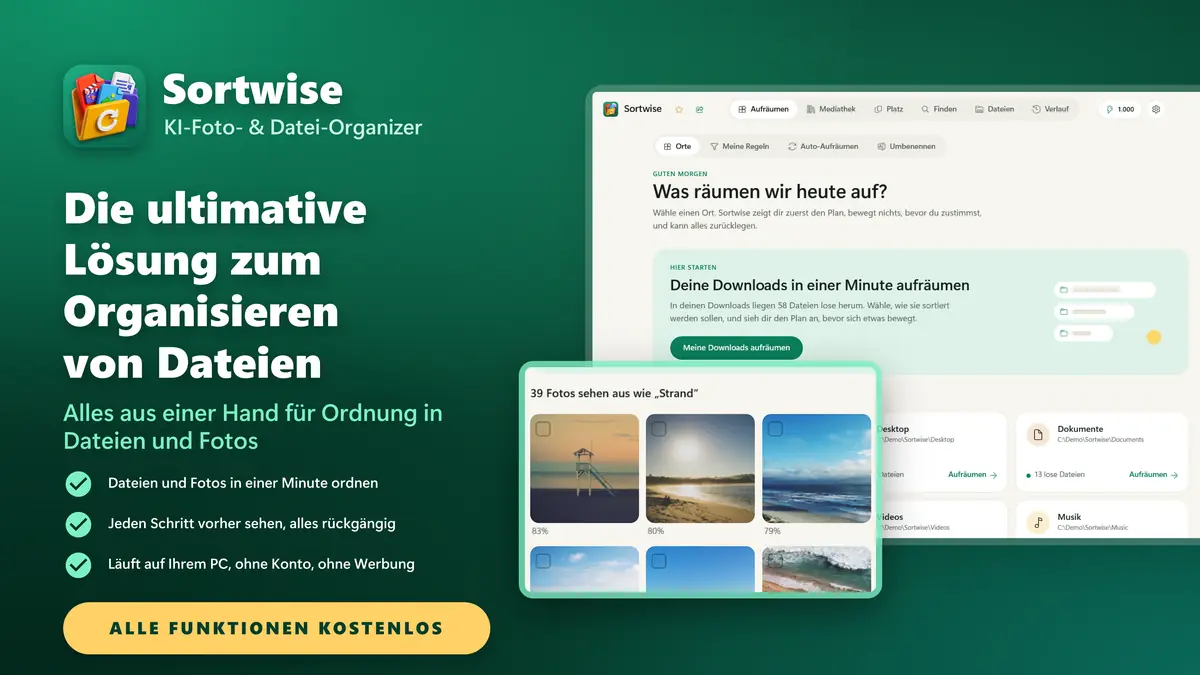 Sortwise
KI-Foto- & Datei-Organizer
Die ultimative
Lösung zum
Organisieren
von Dateien
Alles aus einer Hand für Ordnung in
Dateien und Fotos
Dateien und Fotos in einer Minute ordnen
Jeden Schritt vorher sehen, alles rückgängig
Läuft auf Ihrem PC, ohne Konto, ohne Werbung
ALLE FUNKTIONEN KOSTENLOS
Sortwise
Aufräumen
Mediathek
Platz
Finden
Dateien
Verlauf
1.000
Orte
Meine Regeln
Auto-Aufräumen
Umbenennen
GUTEN MORGEN
Was räumen wir heute auf?
Wähle einen Ort. Sortwise zeigt dir zuerst den Plan, bewegt nichts, bevor du zustimmst,
und kann alles zurücklegen.
HIER STARTEN
Deine Downloads in einer Minute aufräumen
In deinen Downloads liegen 58 Dateien lose herum. Wähle, wie sie sortiert
werden sollen, und sieh dir den Plan an, bevor sich etwas bewegt.
Meine Downloads aufräumen
39 Fotos sehen aus wie „Strand“
83%
80%
79%
esktop
:\Demo\Sortwise\Desktop
ateien
Aufräumen
Dokumente
C:\Demo\Sortwise\Documents
13 lose Dateien
Aufräumen
ideos
:\Demo\Sortwise\Videos
Musik
C:\Demo\Sortwise\Music